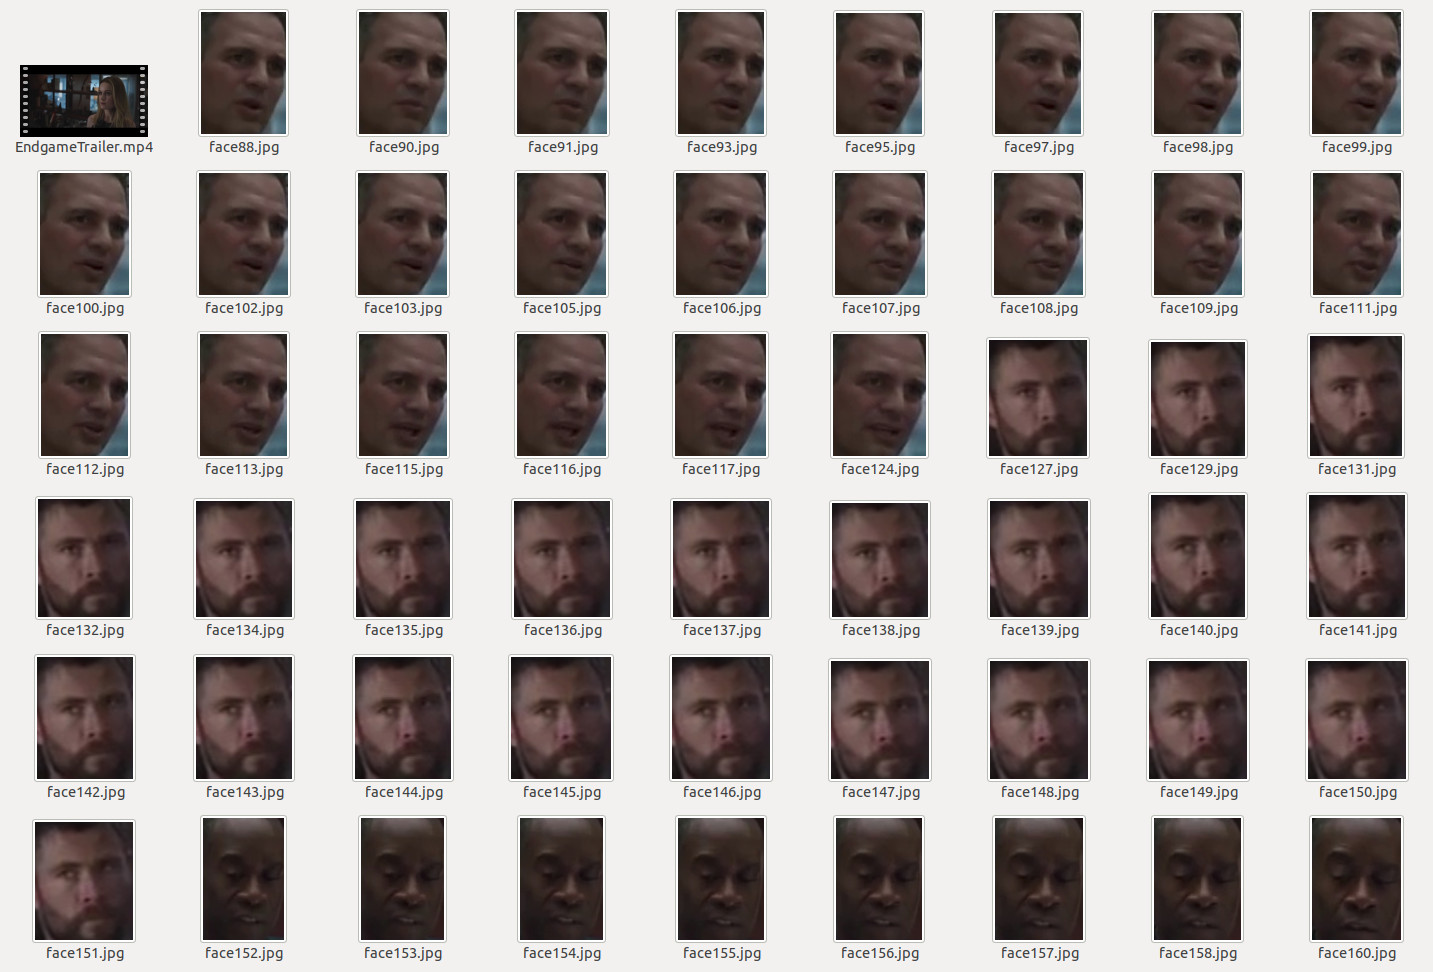 EndgameTrailer.mp4 face88.jpg face90.jpg face91.jpg face93.jpg face95.jpg face97.jpg face98.jpg face99.jpg
face100.jpg face102.jpg face103.jpg face105.jpg face106.jpg face107.jpg face108.jpg face109.jpg face111.jpg
face112.jpg face113.jpg face115.jpg face116.jpg face117.jpg face124.jpg face127.jpg face129.jpg face131.jpg
face132.jpg face134.jpg face135.jpg face136.jpg face137.jpg face138.jpg face139.jpg face140.jpg face141.jpg
face142.jpg face143.jpg face144.jpg face145.jpg face146.jpg face147.jpg face148.jpg face149.jpg face150.jpg
face151.jpg face152.jpg face153.jpg face154.jpg face155.jpg face156.jpg face157.jpg face158.jpg face160.jpg